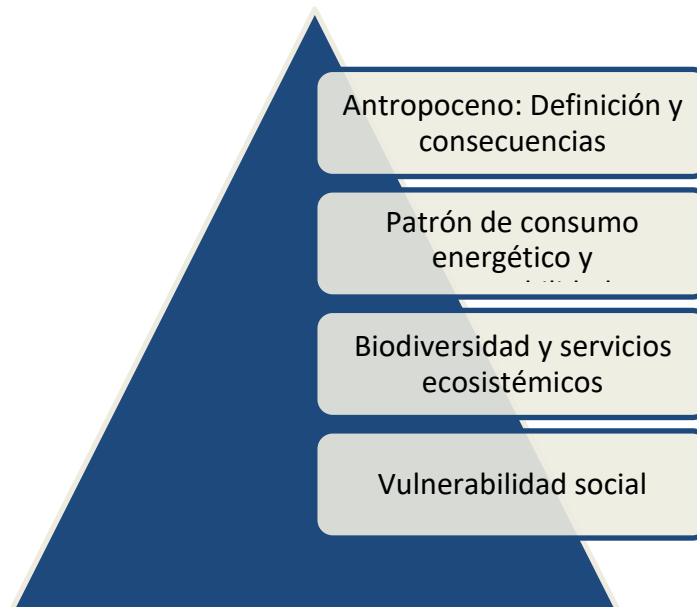 Antropoceno: Definición y
consecuencias
Patrón de consumo
energético y
Biodiversidad y servicios
ecosistémicos
Vulnerabilidad social